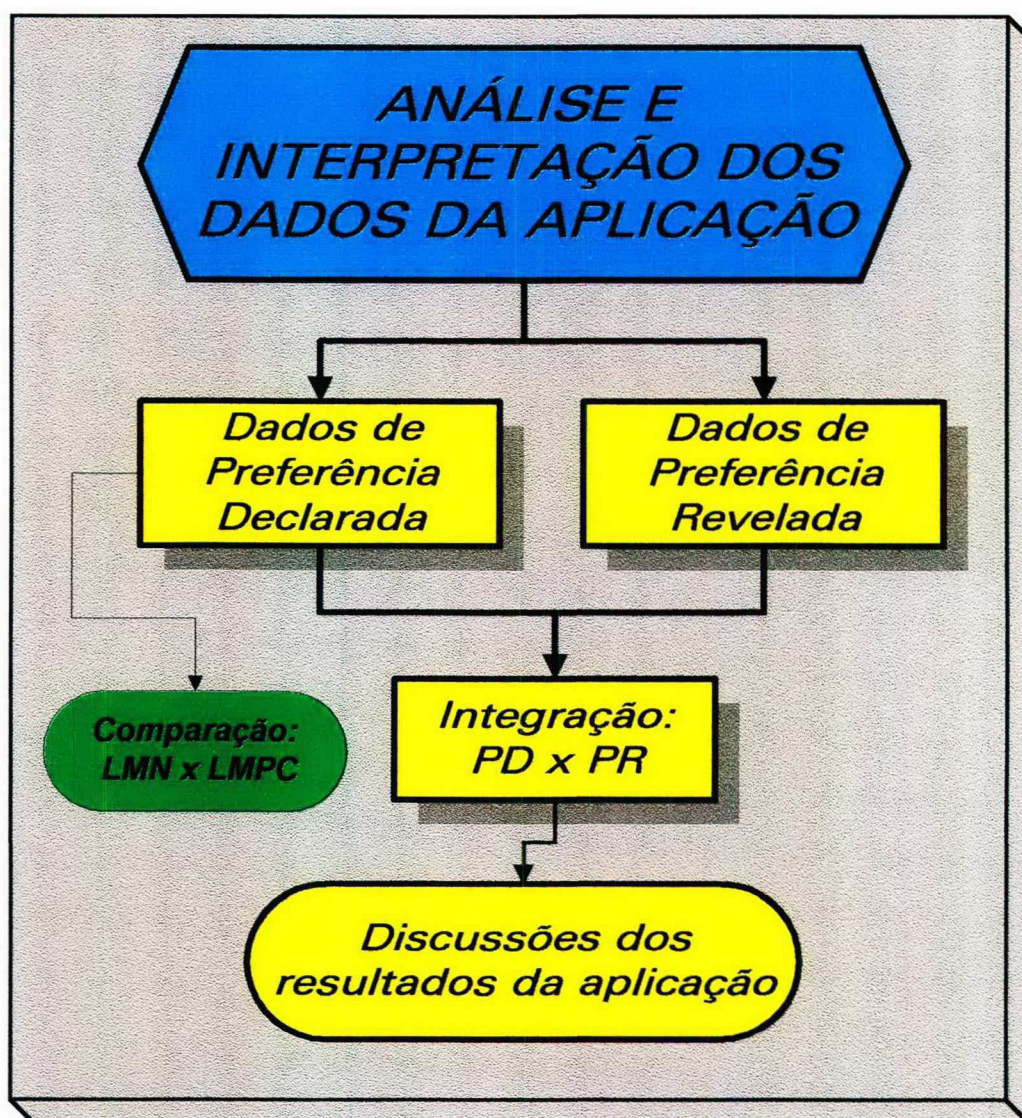 ANÁLISE E
INTERPRETAÇÃO DOS
DADOS DA APLICAÇÃO
Dados de
Preferência
Declarada
Dados de
Preferência
Revelada
Comparação:
LMN x LMPC
Integração:
PD x PR
Discussões dos
resultados da aplicação